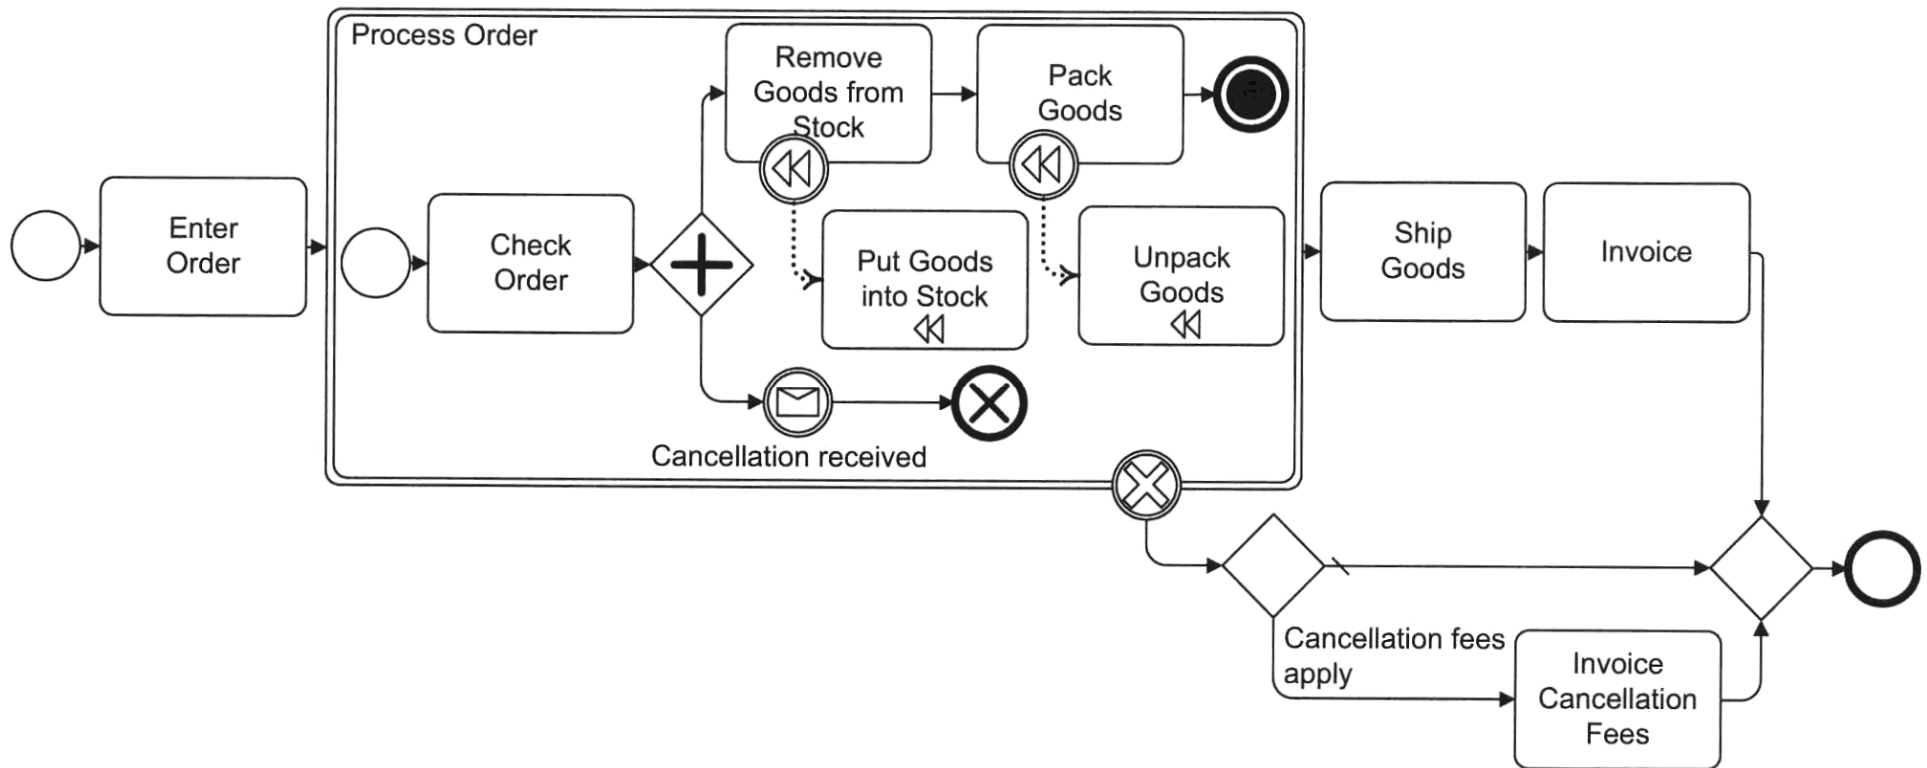 Process Order
Remove
Goods from
Stock
Pack
Goods
Enter
Order
Check
Order
Put Goods
into Stock
Unpack
Goods
Ship
Goods
Invoice
Cancellation received
Cancellation fees
apply
Invoice
Cancellation
Fees